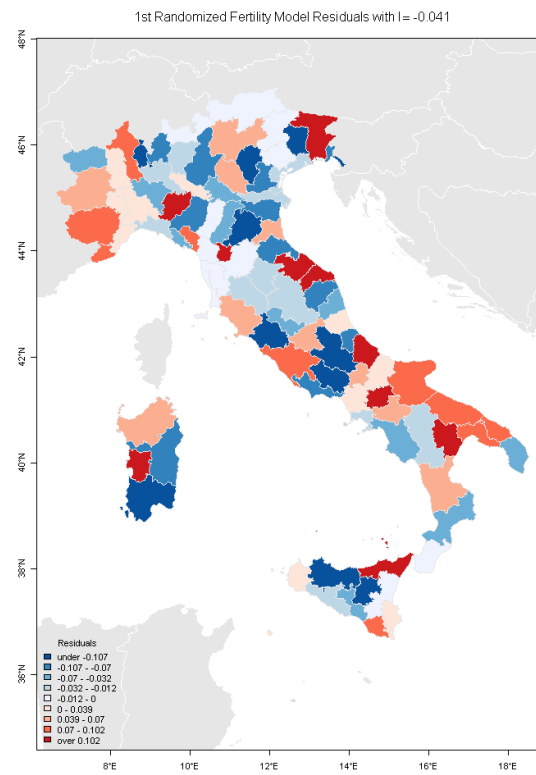 1st Randomized Fertility Model Residuals with I= -0.041
48°N
46°N
44°N
42°N
40°N
38°N
36°N
Residuals
under -0.107
-0.107 - -0.07
-0.07 - -0.032
-0.032 - -0.012
-0.012 - 0
0 - 0.039
0.039 - 0.07
0.07 - 0.102
over 0.102
8°E
10°E
12°E
14°E
16°E
18°E